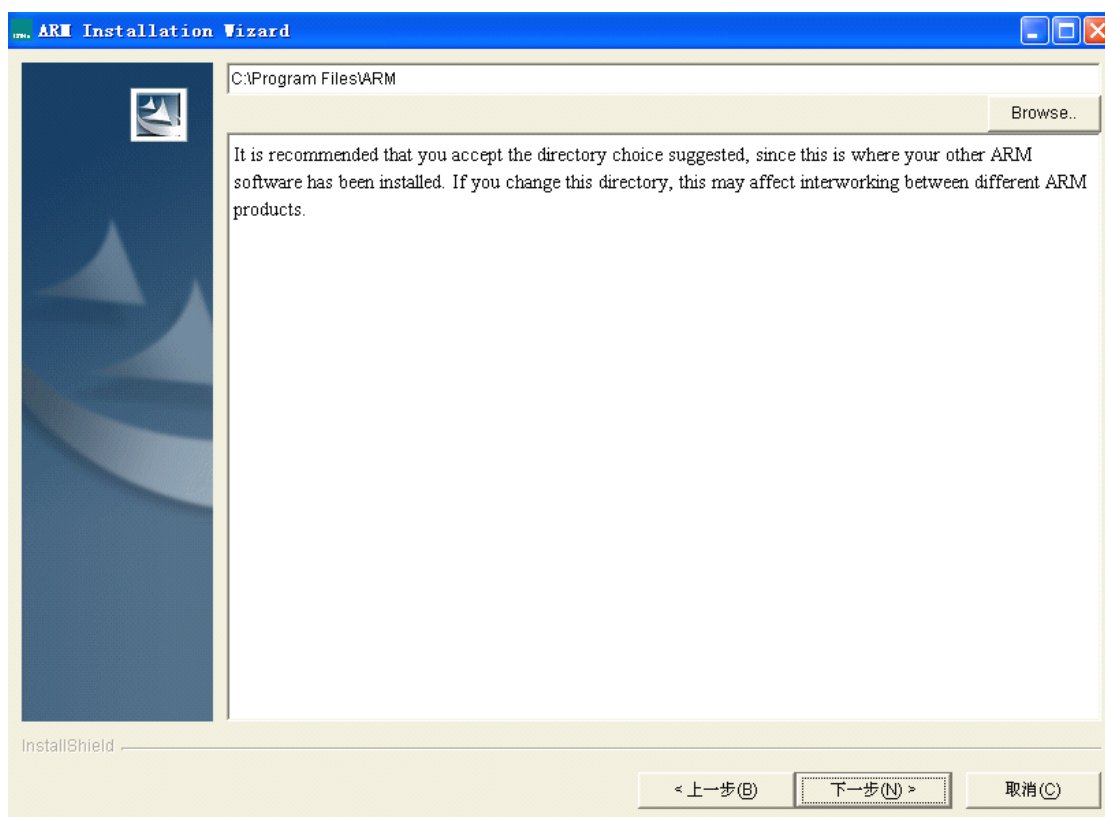 ARM Installation Wizard
C:\Program Files\ARM
Browse..
It is recommended that you accept the directory choice suggested, since this is where your other ARM
software has been installed. If you change this directory, this may affect interworking between different ARM
products.
InstallShield
< 上一步(B) 下一步(N) > 取消(C)